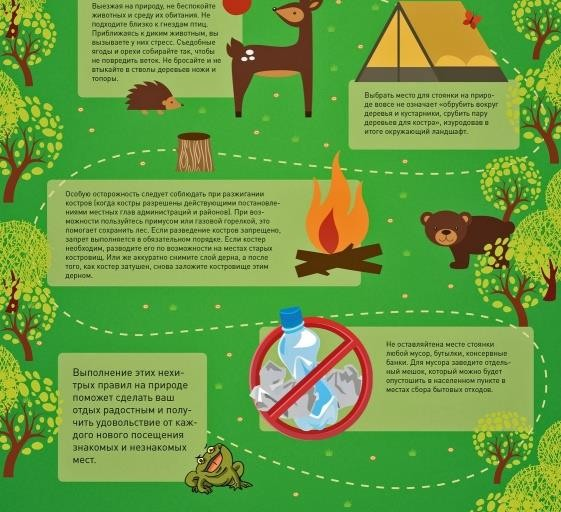 Выезжая на природу, не беспокойте
животных и среду их обитания. Не
подходите близко к гнездам птиц.
Приближаясь к диким животным, вы
вызываете у них стресс. Съедобные
ягоды и орехи собирайте так, чтобы
не повредить веток. Не бросайте и не
втыкайте в стволы деревьев ножи и
топоры.
Выбрать место для стоянки на приро-
де вовсе не означает «обрубить вокруг
деревья и кустарники, срубить пару
деревьев для костра», изуродовав в
итоге окружающий ландшафт.
Особую осторожность следует соблюдать при разжигании
костров (когда костры разрешены действующими постановле-
ниями местных глав администраций и районов). При воз-
можности пользуйтесь примусом или газовой горелкой, это
помогает сохранить лес. Если разведение костров запрещено,
запрет выполняется в обязательном порядке. Если костер
необходим, разводите его по возможности на местах старых
костровищ. Или же аккуратно снимите слой дерна, а после
того, как костер затушен, снова заложите костровище этим
дерном.
Не оставляйтена месте стоянки
любой мусор, бутылки, консервные
банки. Для мусора заведите отдель-
ный мешок, который можно будет
опустошить в населенном пункте в
местах сбора бытовых отходов.
Выполнение этих нехи-
трых правил на природе
поможет сделать ваш
отдых радостным и полу-
чить удовольствие от каж-
дого нового посещения
знакомых и незнакомых
мест.